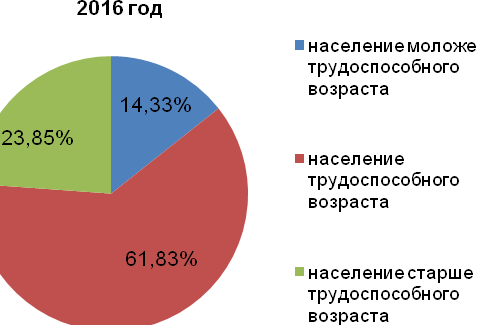 2016 год
14,33%
23,85%
61,83%
население моложе
трудоспособного
возраста
население
трудоспособного
возраста
население старше
трудоспособного
возраста